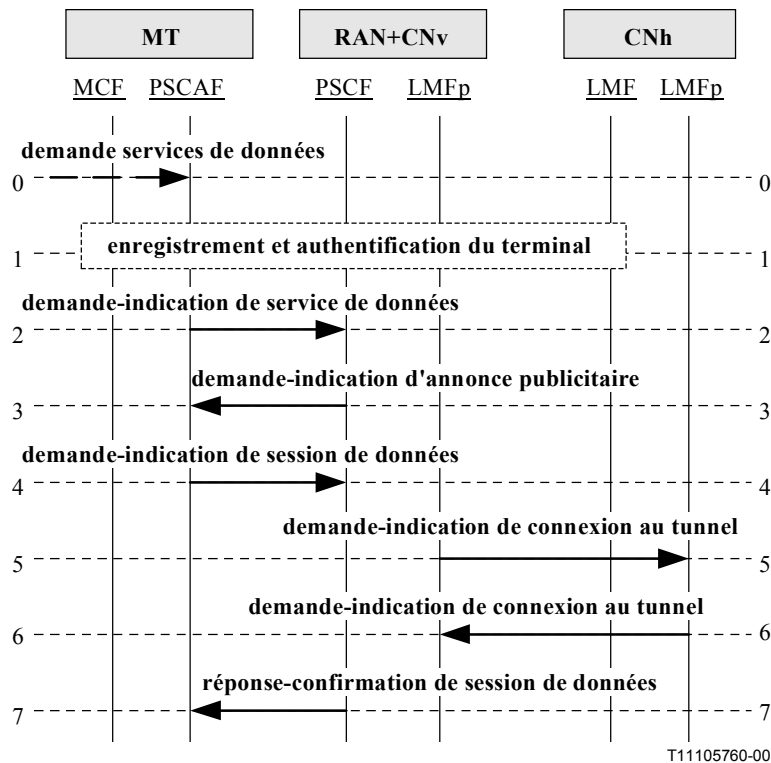 MT RAN+CNv CNh
MCF PSCAF PSCF LMFp LMF LMFp
demande services de données
0 0
enregistrement et authentification du terminal
1 1
demande-indication de service de données
2 2
demande-indication d'annonce publicitaire
3 3
demande-indication de session de données
4 4
demande-indication de connexion au tunnel
5 5
demande-indication de connexion au tunnel
6 6
réponse-confirmation de session de données
7 7
T11105760-00